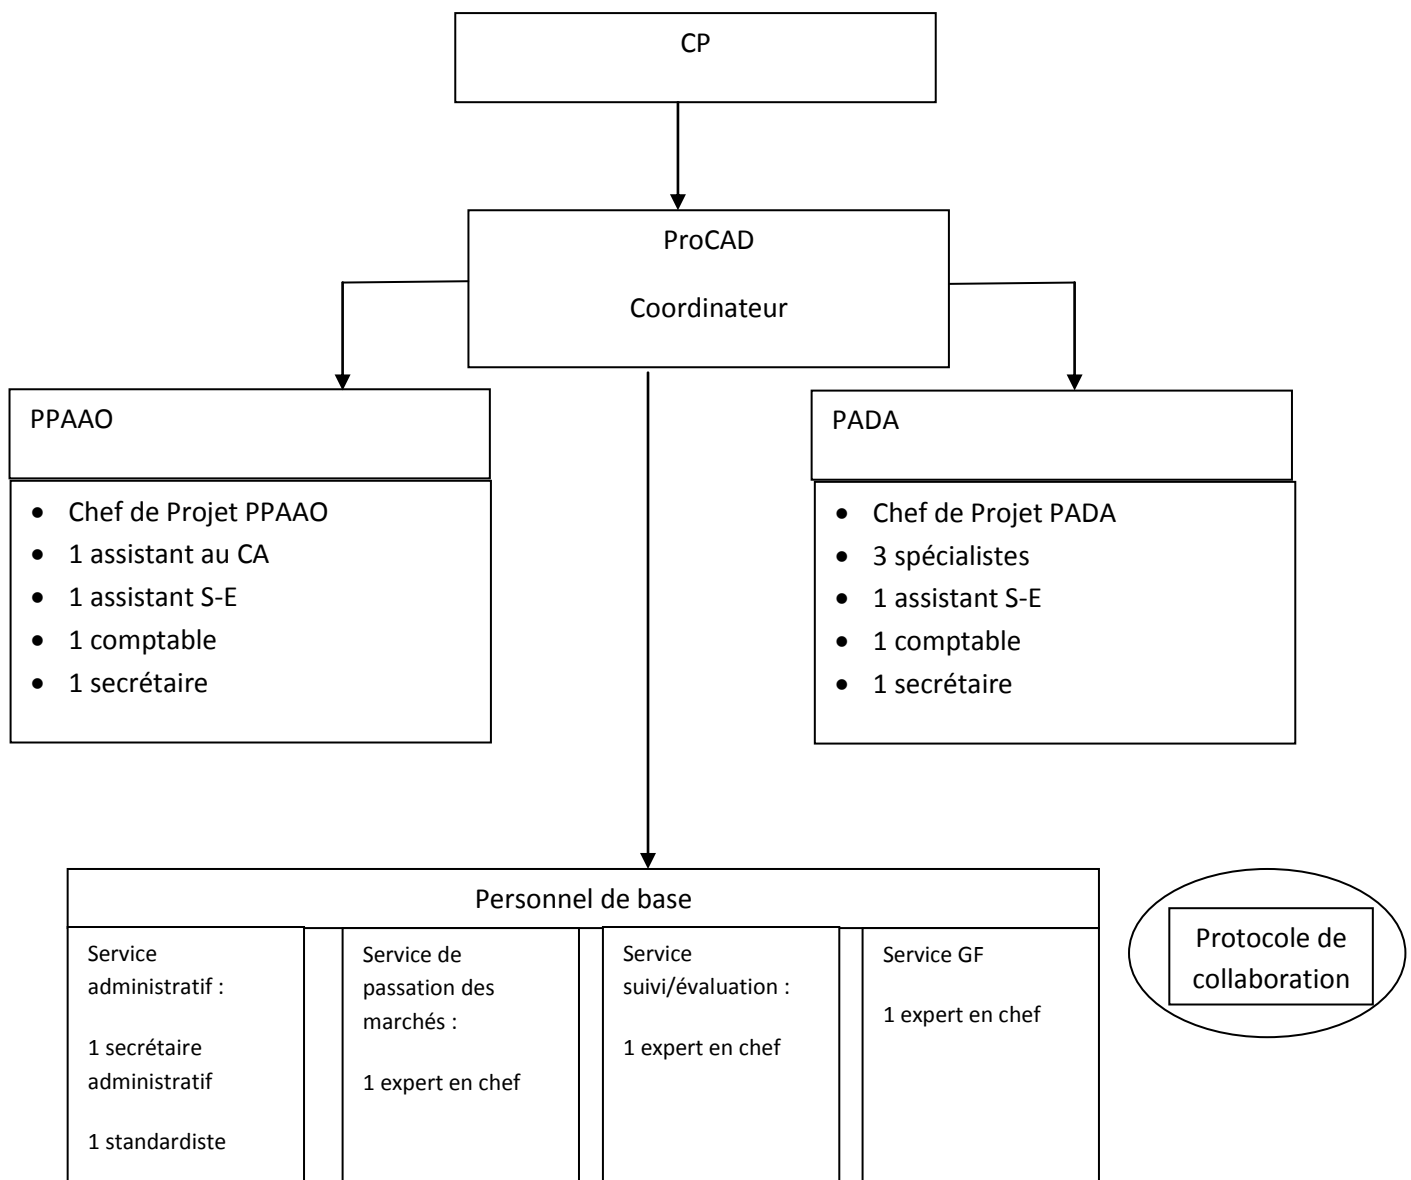 CP
ProCAD
Coordinateur
PPAAO
• Chef de Projet PPAAO
• 1 assistant au CA
• 1 assistant S-E
• 1 comptable
• 1 secrétaire
PADA
• Chef de Projet PADA
• 3 spécialistes
• 1 assistant S-E
• 1 comptable
• 1 secrétaire
Personnel de base
Service
administratif :
1 secrétaire
administratif
1 standardiste
Service de
passation des
marchés :
1 expert en chef
Service
suivi/évaluation :
1 expert en chef
Service GF
1 expert en chef
Protocole de
collaboration